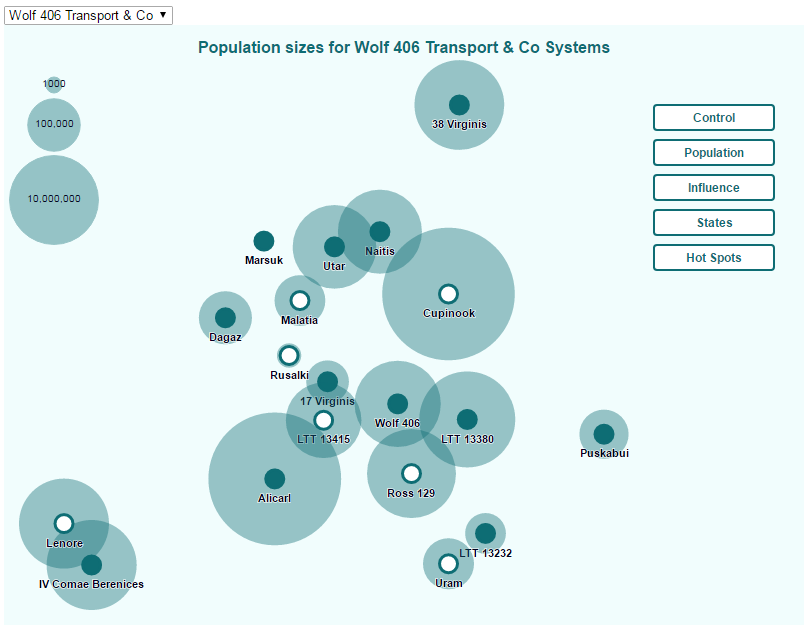 Wolf 406 Transport & Co
Population sizes for Wolf 406 Transport & Co Systems
1000
100,000
10,000,000
38 Virginis
Control
Population
Influence
States
Hot Spots
Marsuk
Utar
Naitis
Malatia
Cupinook
Dagaz
Rusalki
17 Virginis
LTT 13415
Wolf 406
LTT 13380
Puskabui
Alicarl
Ross 129
Lenore
IV Comae Berenices
LTT 13232
Uram